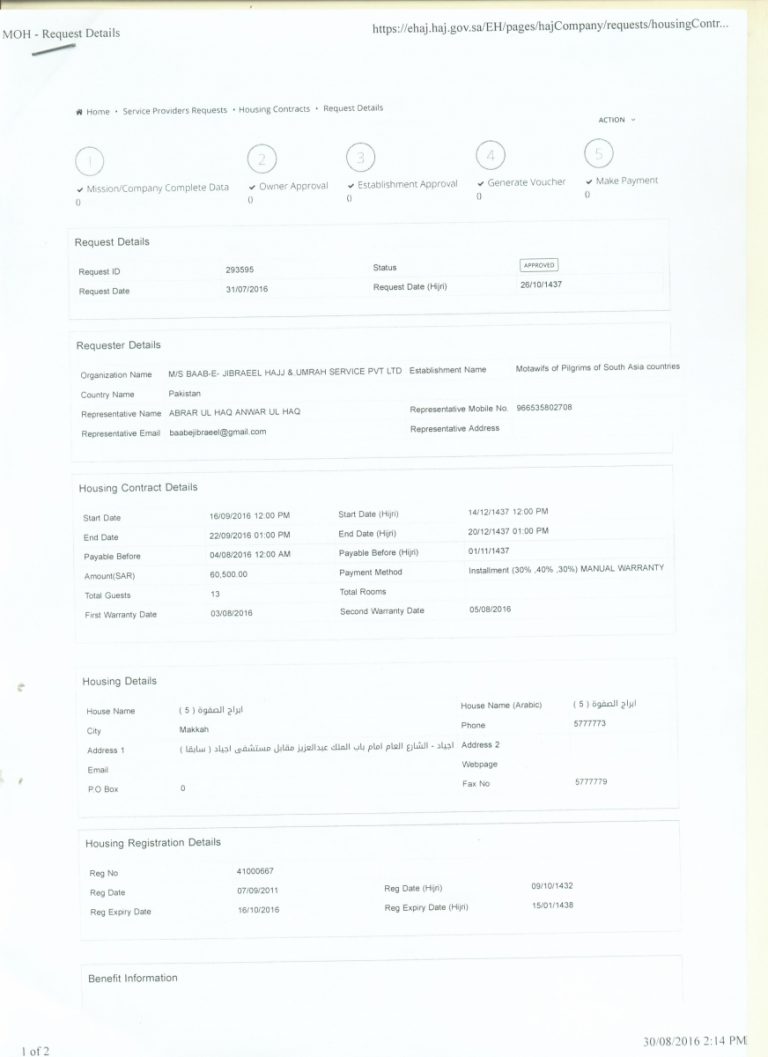 MOH - Request Details https://ehaj.haj.gov.sa/EH/pages/hajCompany/requests/housingContr...
Home • Service Providers Requests • Housing Contracts • Request Details
ACTION
1 2 3 4 5
✔ Mission/Company Complete Data ✔ Owner Approval ✔ Establishment Approval ✔ Generate Voucher ✔ Make Payment
() () () () ()
Request Details
Request ID 293595 Status APPROVED
Request Date 31/07/2016 Request Date (Hijri) 26/10/1437
Requester Details
Organization Name M/S BAAB-E- JIBRAEEL HAJJ & UMRAH SERVICE PVT LTD Establishment Name Motawifs of Pilgrims of South Asia countries
Country Name Pakistan
Representative Name ABRAR UL HAQ ANWAR UL HAQ Representative Mobile No. 966535802708
Representative Email baabejibraeel@gmail.com Representative Address
Housing Contract Details
Start Date 16/09/2016 12:00 PM Start Date (Hijri) 14/12/1437 12:00 PM
End Date 22/09/2016 01:00 PM End Date (Hijri) 20/12/1437 01:00 PM
Payable Before 04/08/2016 12:00 AM Payable Before (Hijri) 01/11/1437
Amount(SAR) 60,500.00 Payment Method Installment (30% ,40% ,30%) MANUAL WARRANTY
Total Guests 13 Total Rooms
First Warranty Date 03/08/2016 Second Warranty Date 05/08/2016
Housing Details
House Name ابراج الصفوة ( 5 ) House Name (Arabic) ابراج الصفوة ( 5 )
City Makkah Phone 5777773
Address 1 اجياد - الشارع العام امام باب الملك عبدالعزيز مقابل مستشفى اجياد ( سابقا ) Address 2
Email Webpage
P.O Box 0 Fax No 5777779
Housing Registration Details
Reg No 41000667
Reg Date 07/09/2011 Reg Date (Hijri) 09/10/1432
Reg Expiry Date 16/10/2016 Reg Expiry Date (Hijri) 15/01/1438
Benefit Information
1 of 2 30/08/2016 2:14 PM